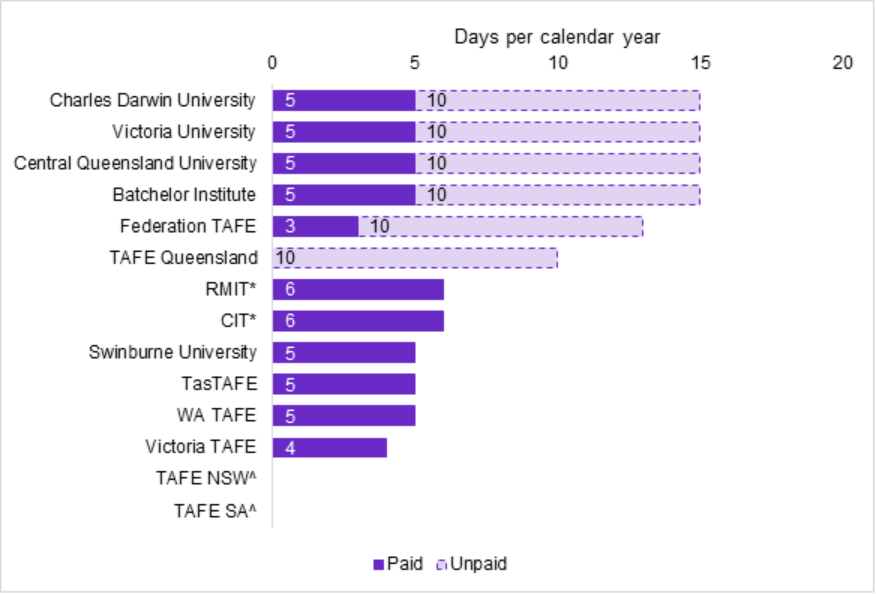 Days per calendar year
0 5 10 15 20
Charles Darwin University 5 10
Victoria University 5 10
Central Queensland University 5 10
Batchelor Institute 5 10
Federation TAFE 3 10
TAFE Queensland 10
RMIT* 6
CIT* 6
Swinburne University 5
TasTAFE 5
WA TAFE 5
Victoria TAFE 4
TAFE NSW^
TAFE SA^
Paid Unpaid